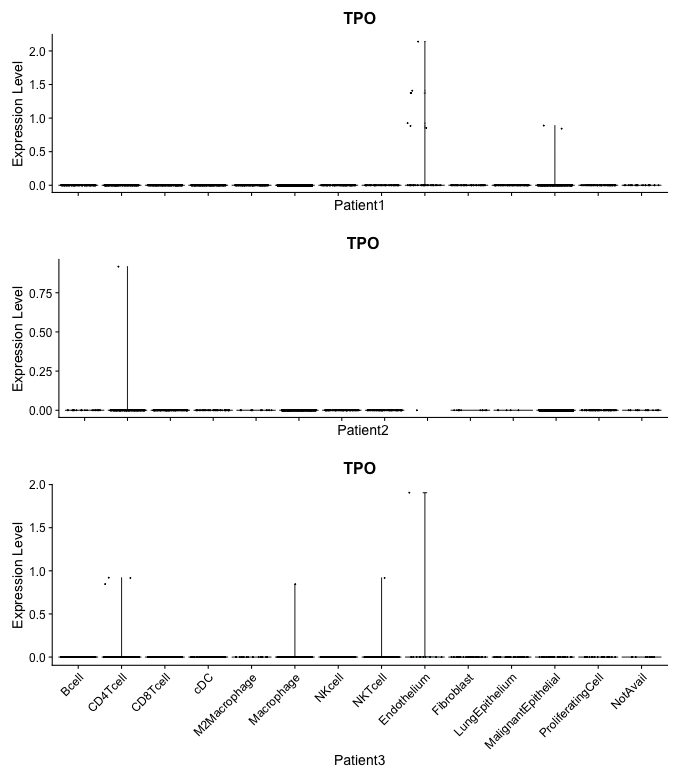 TPO
Expression Level
2.0
1.5
1.0
0.5
0.0
Patient1
TPO
Expression Level
0.75
0.50
0.25
0.00
Patient2
TPO
Expression Level
2.0
1.5
1.0
0.5
0.0
Bcell
CD4Tcell
CD8Tcell
cDC
M2Macrophage
Macrophage
NKcell
NKTcell
Endothelium
Fibroblast
LungEpithelium
MalignantEpithelial
ProliferatingCell
NotAvail
Patient3